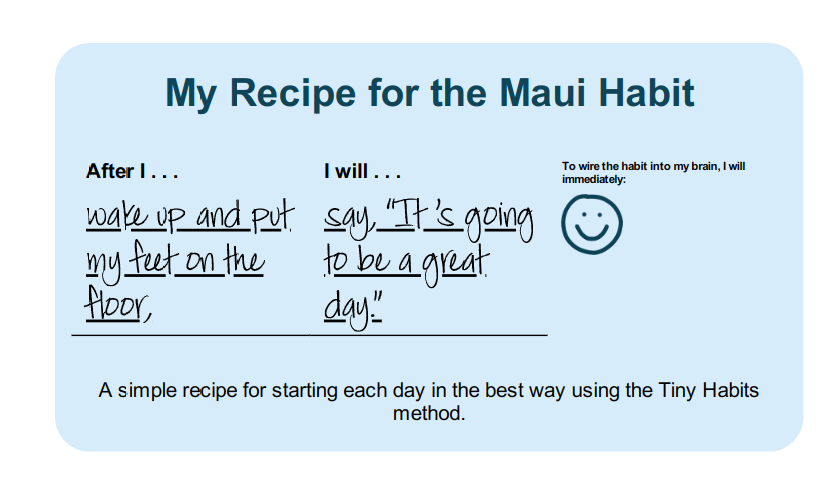 My Recipe for the Maui Habit
After I . . .
wake up and put
my feet on the
floor,
I will . . .
say, "It's going
to be a great
day."
To wire the habit into my brain, I will
immediately:
A simple recipe for starting each day in the best way using the Tiny Habits
method.